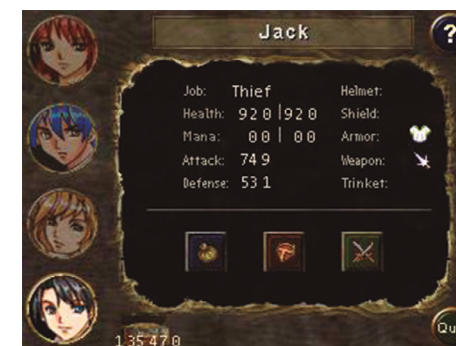 Jack
?
Job: Thief Helmet:
Health: 920|920 Shield:
Mana: 00| 00 Armor:
Attack: 749 Weapon:
Defense: 531 Trinket:
135470
Qu